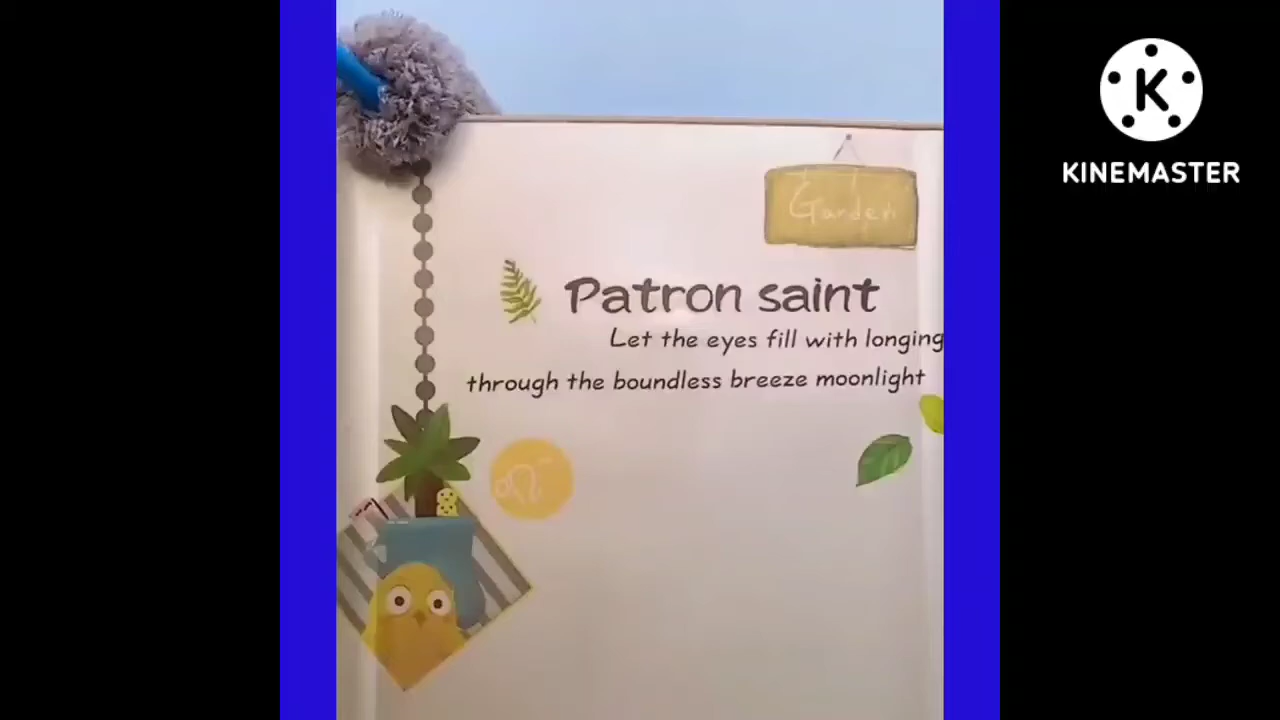 K
KINEMASTER
Garden
Patron saint
Let the eyes fill with longing
through the boundless breeze moonlight